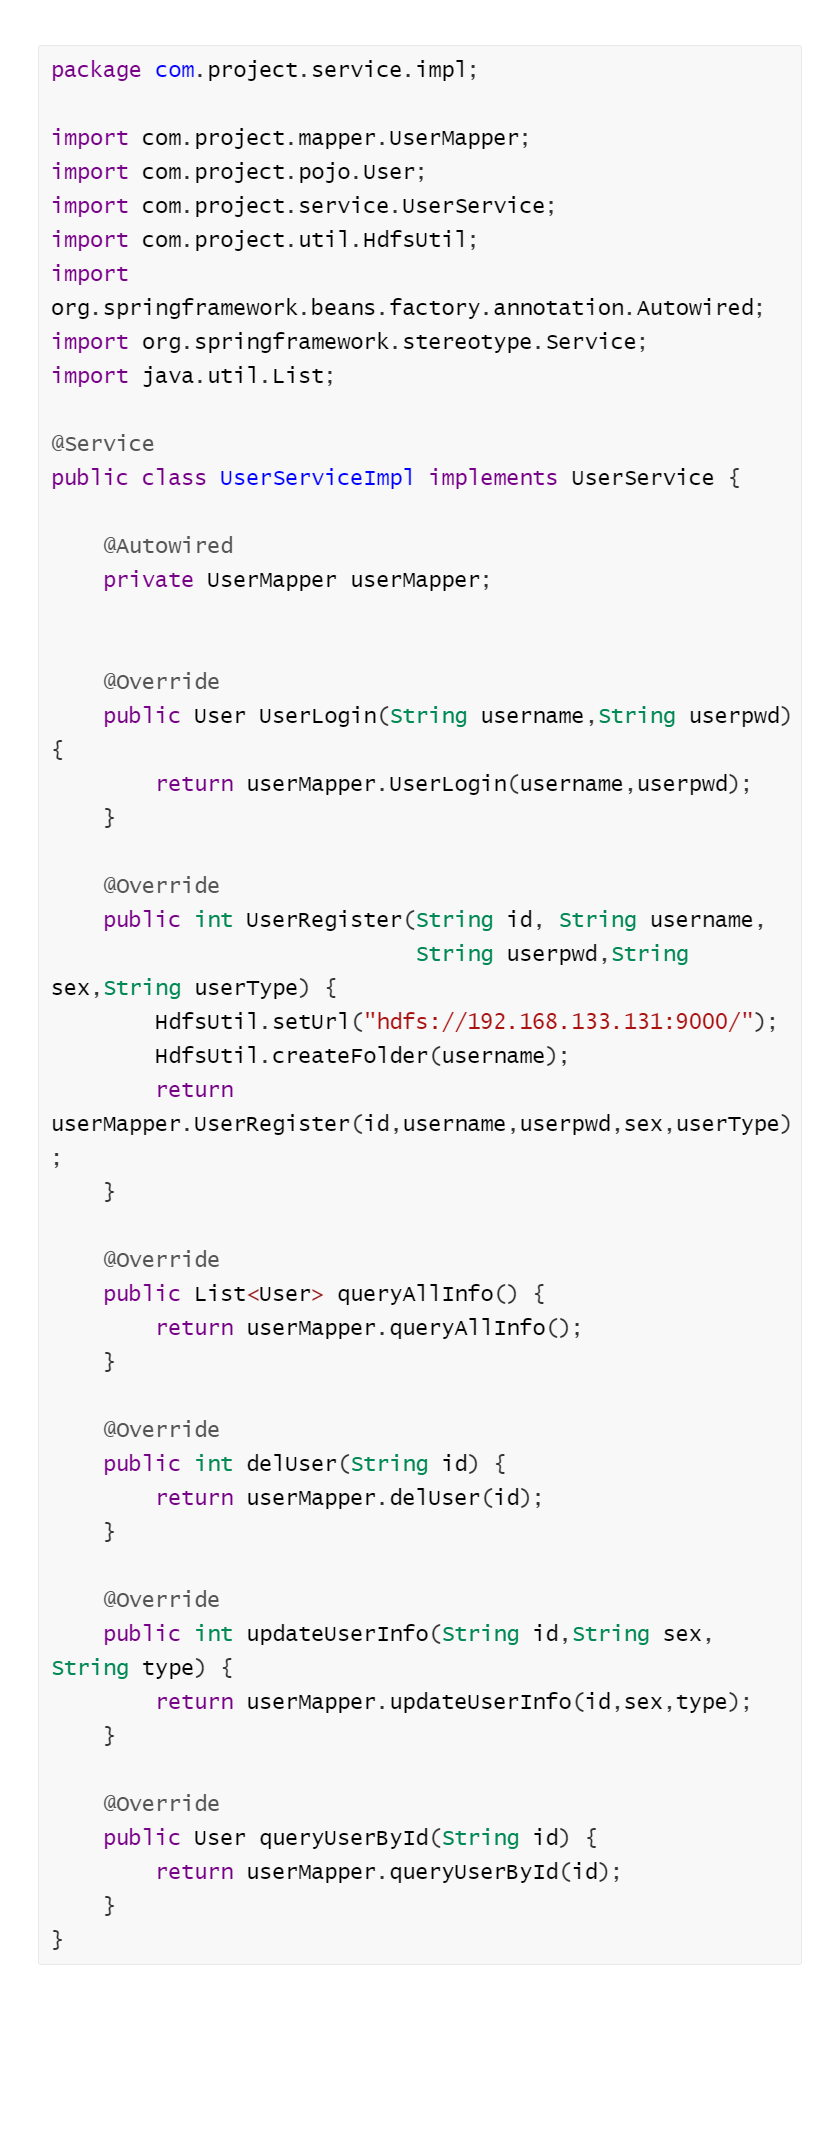 package com.project.service.impl;

import com.project.mapper.UserMapper;
import com.project.pojo.User;
import com.project.service.UserService;
import com.project.util.HdfsUtil;
import
org.springframework.beans.factory.annotation.Autowired;
import org.springframework.stereotype.Service;
import java.util.List;

@Service
public class UserServiceImpl implements UserService {

    @Autowired
    private UserMapper userMapper;


    @Override
    public User UserLogin(String username,String userpwd)
{
        return userMapper.UserLogin(username,userpwd);
    }

    @Override
    public int UserRegister(String id, String username,
                            String userpwd,String
sex,String userType) {
        HdfsUtil.setUrl("hdfs://192.168.133.131:9000/");
        HdfsUtil.createFolder(username);
        return
userMapper.UserRegister(id,username,userpwd,sex,userType)
;
    }

    @Override
    public List<User> queryAllInfo() {
        return userMapper.queryAllInfo();
    }

    @Override
    public int delUser(String id) {
        return userMapper.delUser(id);
    }

    @Override
    public int updateUserInfo(String id,String sex,
String type) {
        return userMapper.updateUserInfo(id,sex,type);
    }

    @Override
    public User queryUserById(String id) {
        return userMapper.queryUserById(id);
    }
}